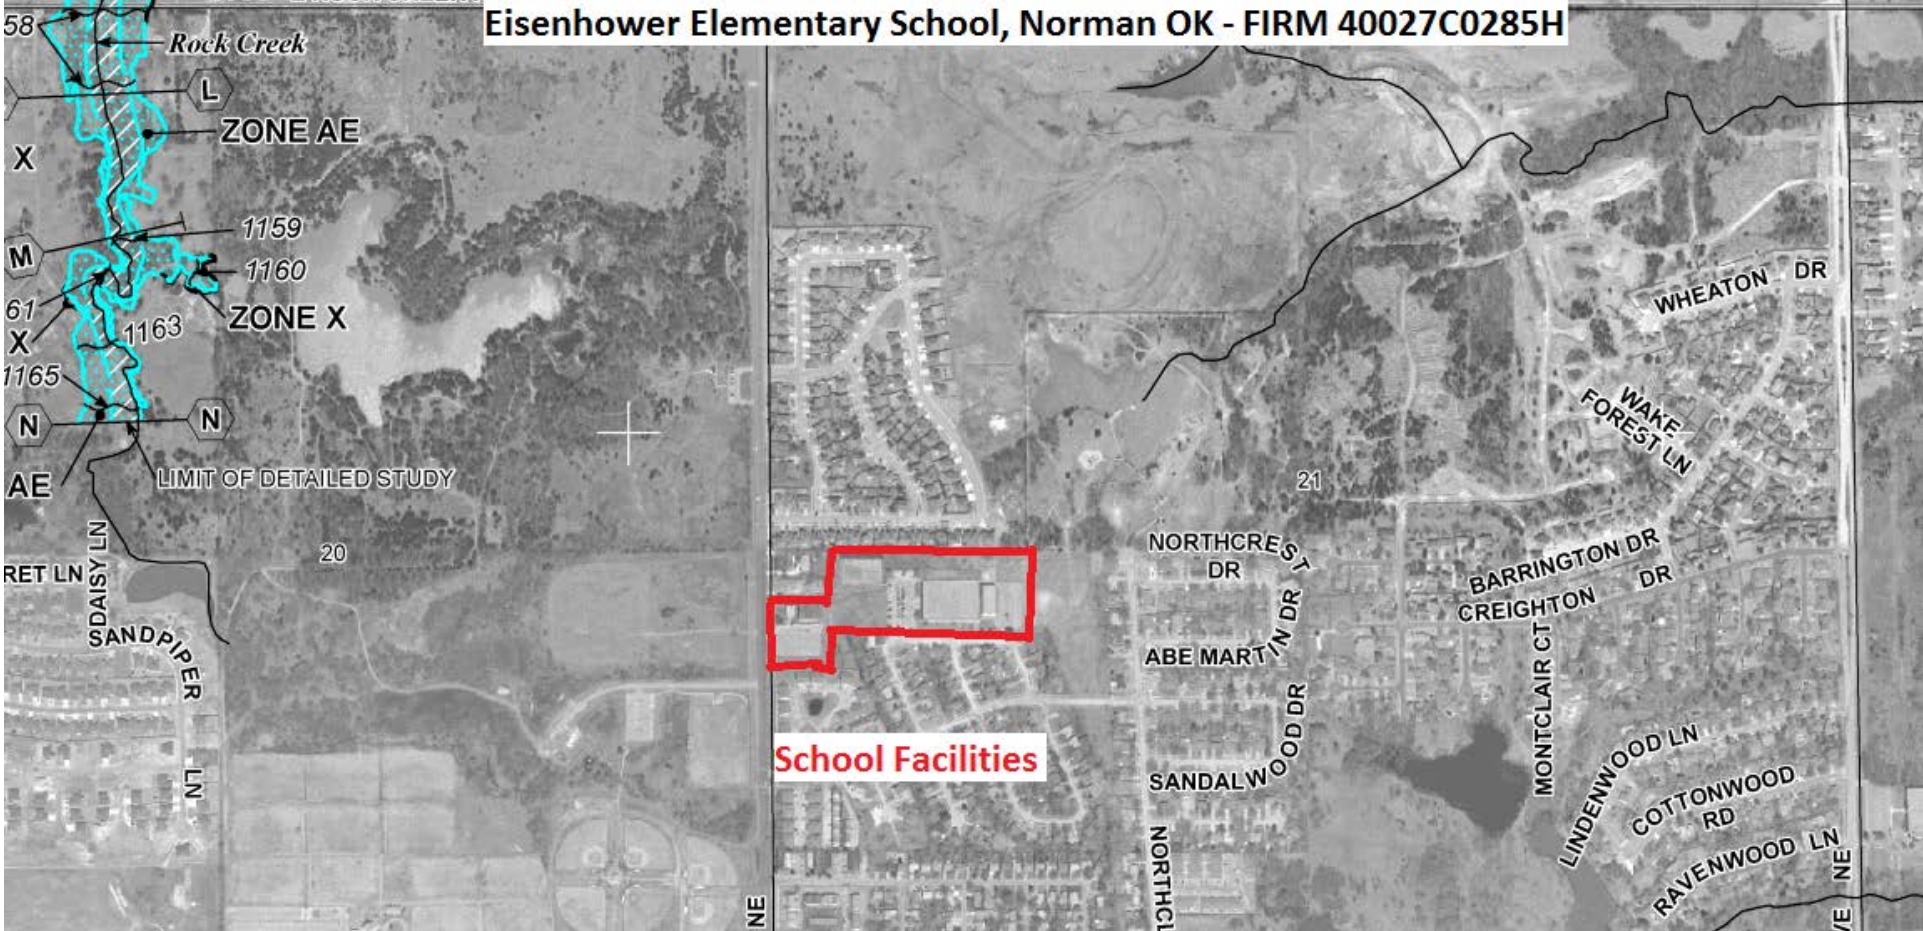 Eisenhower Elementary School, Norman OK - FIRM 40027C0285H
58
Rock Creek
L
ZONE AE
X
1159
M
1160
61
ZONE X
X
1163
1165
N
N
AE
LIMIT OF DETAILED STUDY
20
21
RET LN
DAISY LN
SANDPIPER
LN
WHEATON DR
WAKE
FOREST LN
NORTHCREST
DR
BARRINGTON DR
CREIGHTON DR
ABE MARTIN DR
MONTCLAIR CT
School Facilities
SANDALWOOD DR
LINDENWOOD LN
COTTONWOOD
RD
RAVENWOOD LN
NE
NORTHCL
VE NE